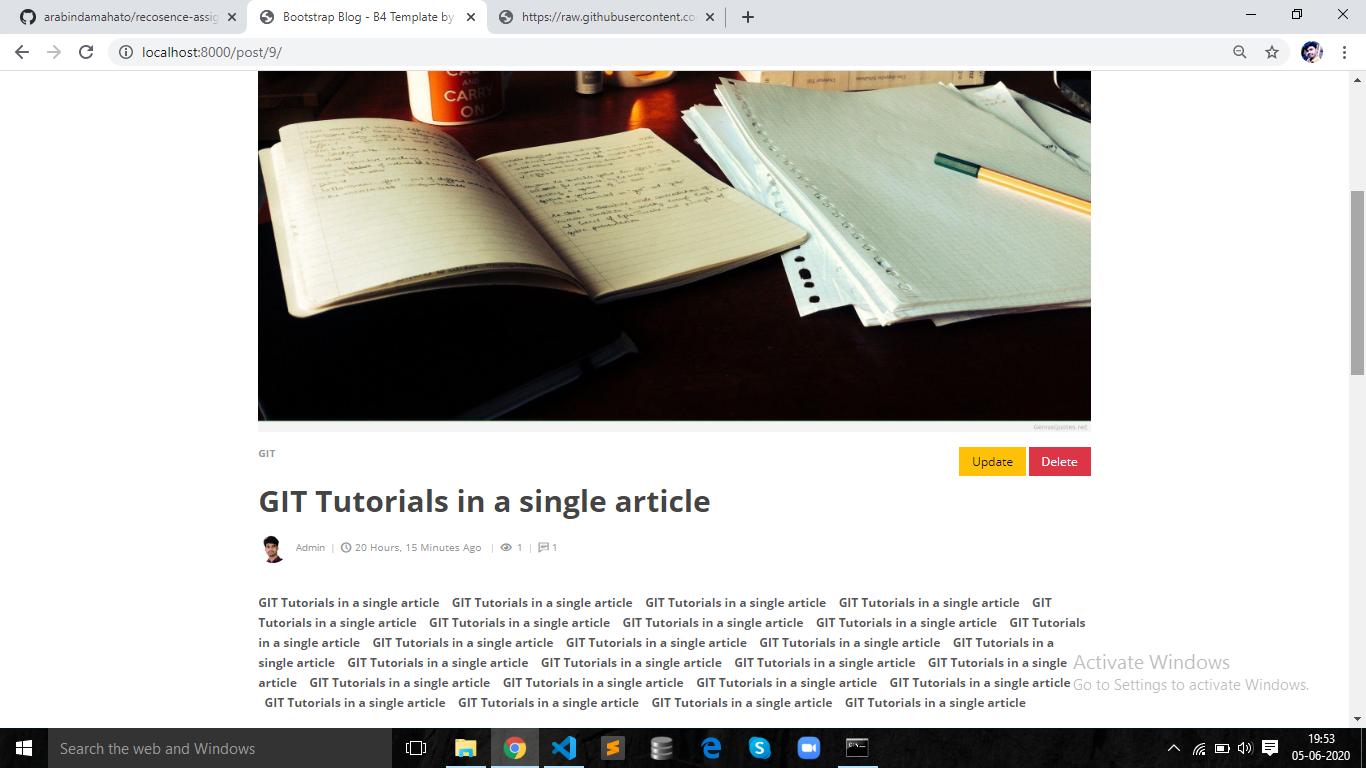 arabindamahato/recosence-assig
Bootstrap Blog - B4 Template by
https://raw.githubusercontent.co
localhost:8000/post/9/
CARRY
AND
CARRY
ON
GeniusQuotes.net
GIT
Update
Delete
GIT Tutorials in a single article
Admin | 20 Hours, 15 Minutes Ago | 1 | 1
GIT Tutorials in a single article GIT Tutorials in a single article GIT Tutorials in a single article GIT Tutorials in a single article GIT
Tutorials in a single article GIT Tutorials in a single article GIT Tutorials in a single article GIT Tutorials in a single article GIT Tutorials
in a single article GIT Tutorials in a single article GIT Tutorials in a single article GIT Tutorials in a single article GIT Tutorials in a
single article GIT Tutorials in a single article GIT Tutorials in a single article GIT Tutorials in a single article GIT Tutorials in a single
article GIT Tutorials in a single article GIT Tutorials in a single article GIT Tutorials in a single article GIT Tutorials in a single article
GIT Tutorials in a single article GIT Tutorials in a single article GIT Tutorials in a single article GIT Tutorials in a single article
Activate Windows
Go to Settings to activate Windows.
Search the web and Windows
19:53
05-06-2020